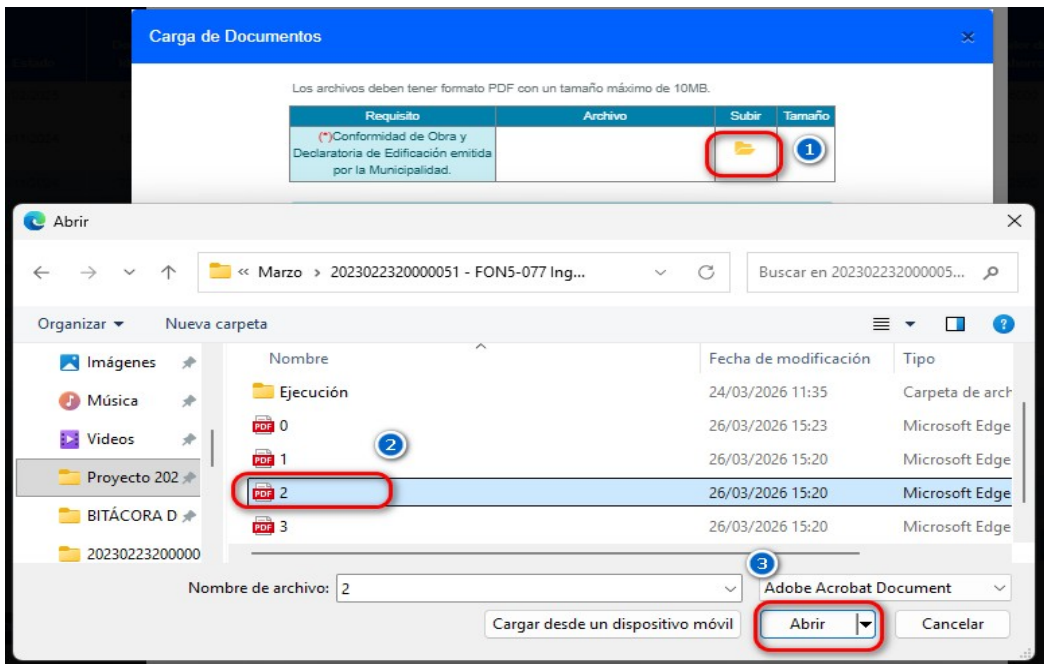 Carga de Documentos
Los archivos deben tener formato PDF con un tamaño máximo de 10MB.
Requisito Archivo Subir Tamaño
(*)Conformidad de Obra y
Declaratoria de Edificación emitida
por la Municipalidad.
1
Abrir
« Marzo > 2023022320000051 - FON5-077 Ing...
Buscar en 202302232000005...
Organizar Nueva carpeta
Nombre Fecha de modificación Tipo
Imágenes
Música
Videos
Proyecto 202
BITÁCORA D
20230223200000
Ejecución 24/03/2026 11:35 Carpeta de arch
PDF 0 26/03/2026 15:23 Microsoft Edge
2
PDF 1 26/03/2026 15:20 Microsoft Edge
PDF 2 26/03/2026 15:20 Microsoft Edge
PDF 3 26/03/2026 15:20 Microsoft Edge
3
Nombre de archivo: 2 Adobe Acrobat Document
Cargar desde un dispositivo móvil Abrir Cancelar